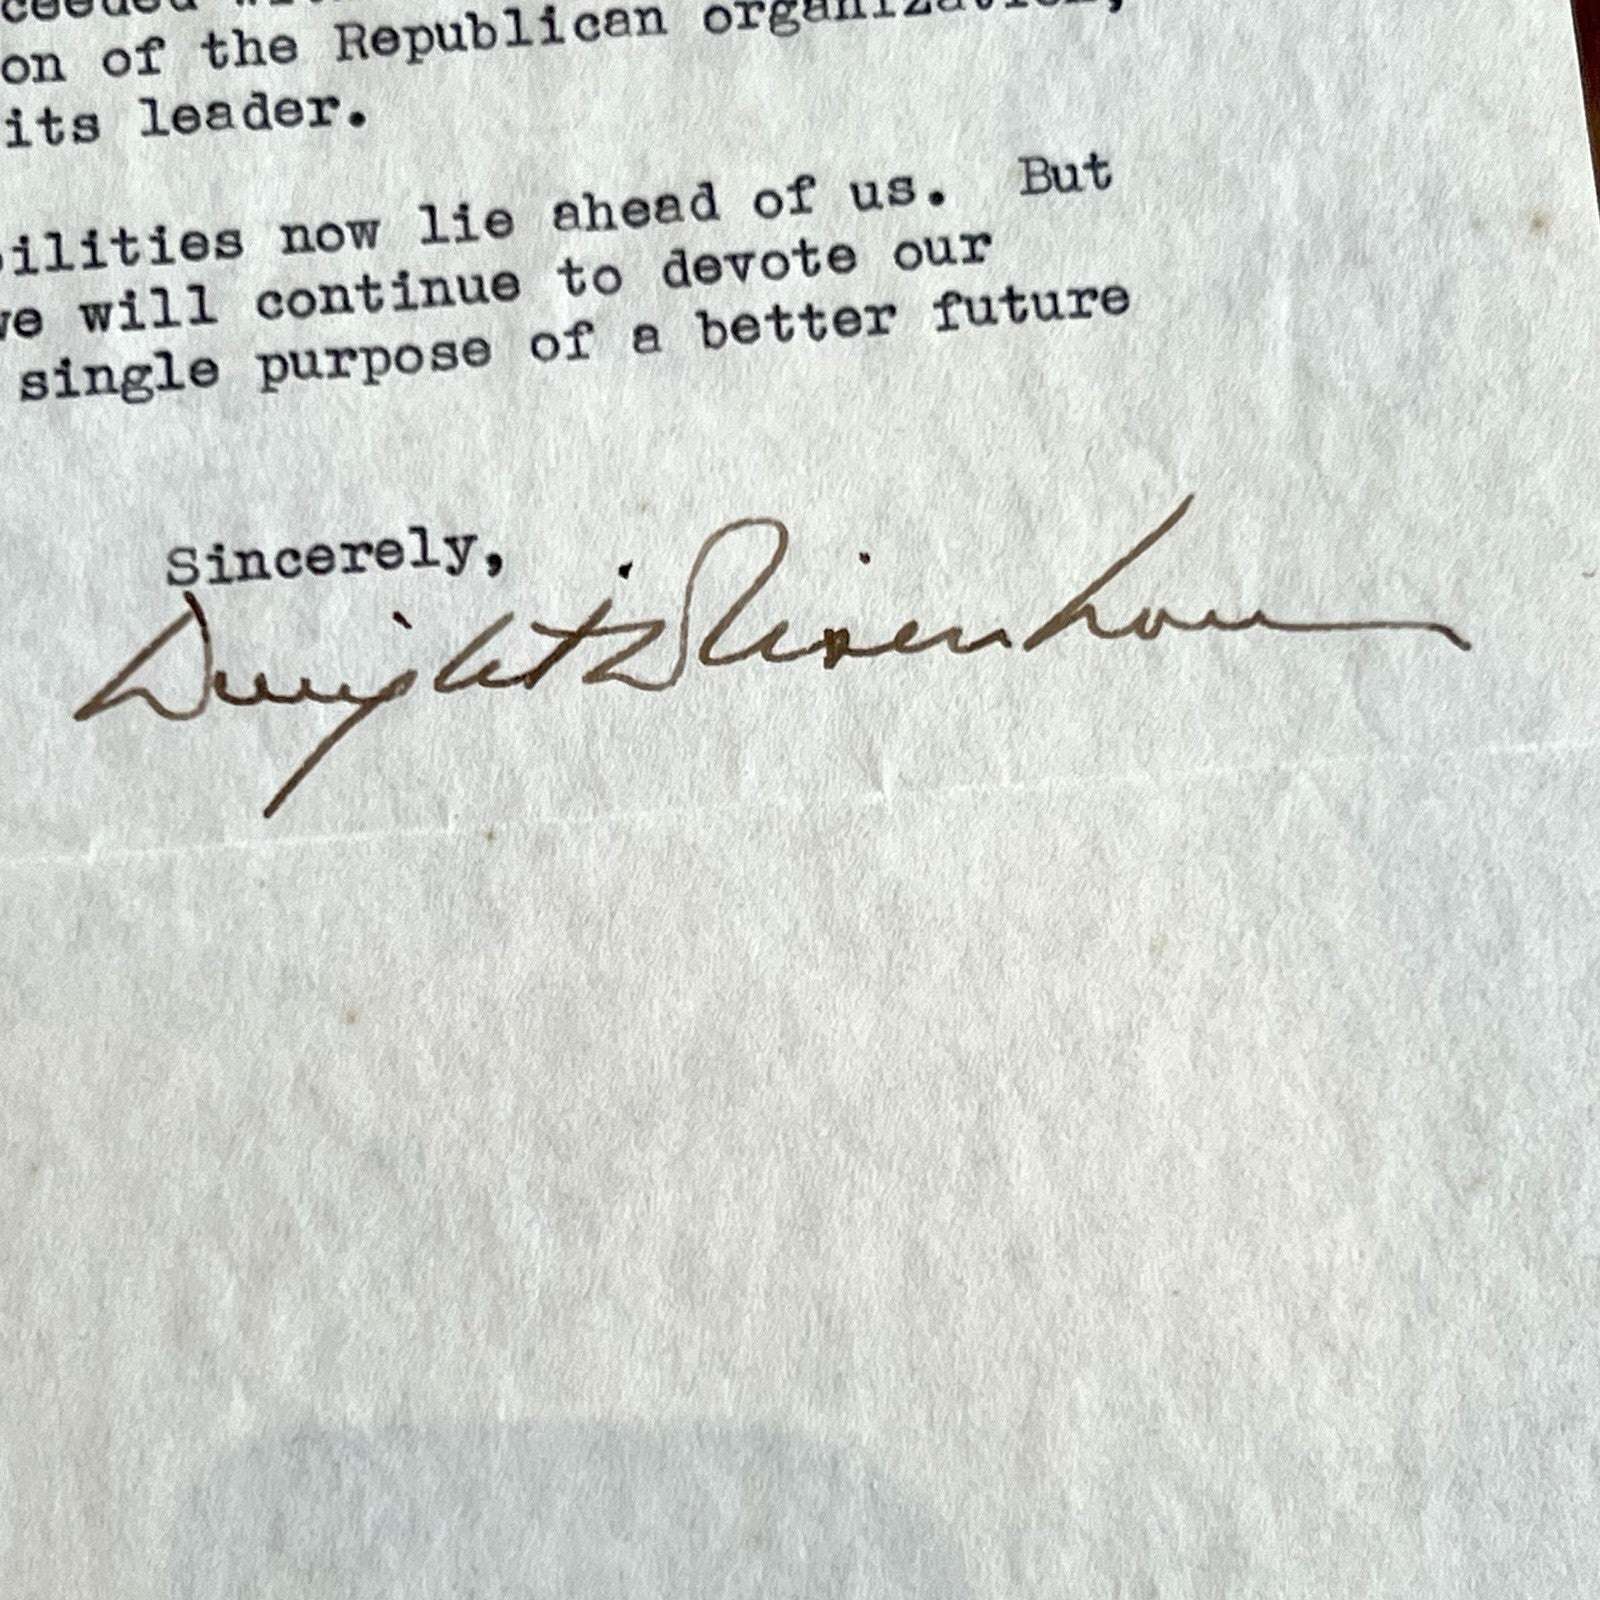 on of the Republican organization,
its leader.
ilities now lie ahead of us. But
we will continue to devote our
single purpose of a better future
Sincerely,
Dwight D Eisenhower